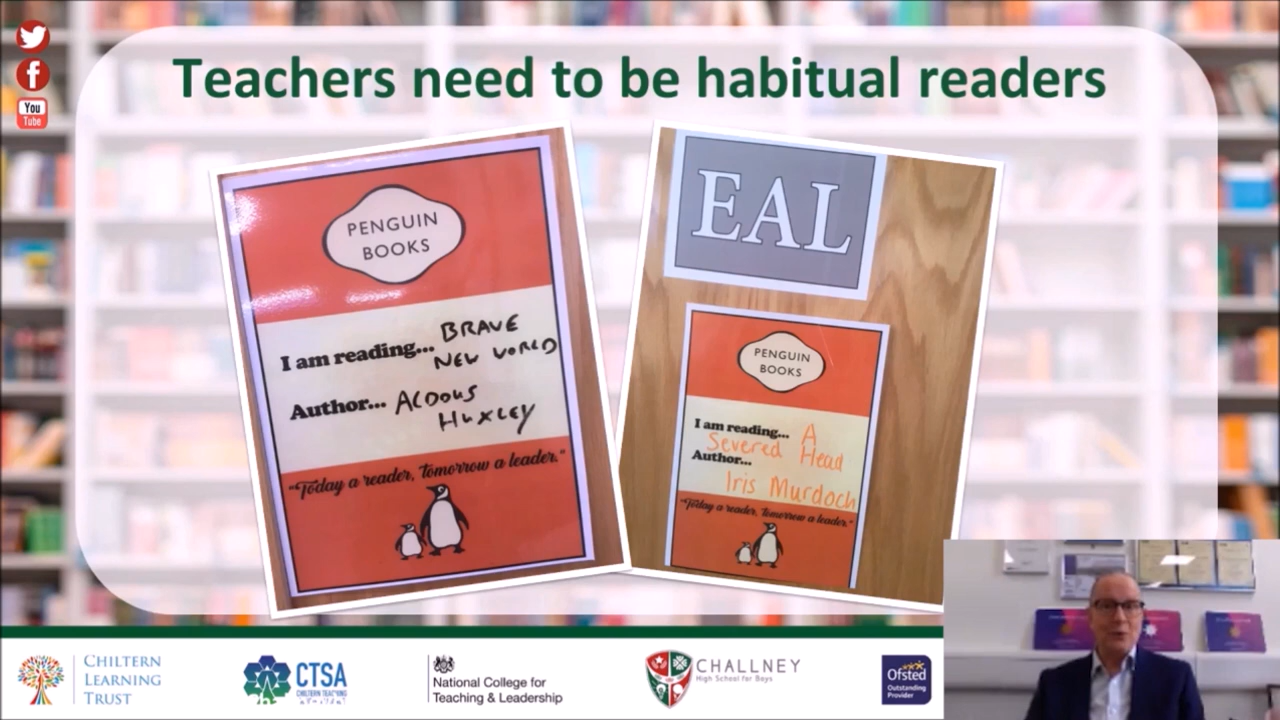 You
Tube
Teachers need to be habitual readers
PENGUIN
BOOKS
I am reading... BRAVE
NEW WORLD
Author... ALDOUS
HUXLEY
"Today a reader, Tomorrow a leader."
EAL
PENGUIN
BOOKS
I am reading... A
Severed Head
Author...
Iris Murdoch
"Today a reader, Tomorrow a leader."
CHILTERN
LEARNING
TRUST
CTSA
CHILTERN TEACHING
National College for
Teaching & Leadership
CHALLNEY
High School for Boys
Ofsted
Outstanding
Provider